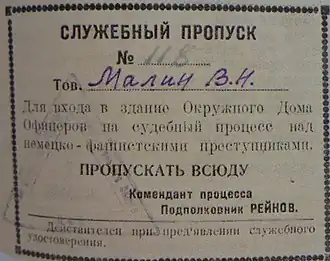 СЛУЖЕБНЫЙ ПРОПУСК
№ 118
Тов. Малин В.Н.
Для входа в здание Окружного Дома
Офицеров на судебный процесс над
немецко-фашистскими преступниками.
ПРОПУСКАТЬ ВСЮДУ
Комендант процесса
Подполковник РЕЙНОВ.
Действителен при предъявлении служебного
удостоверения.